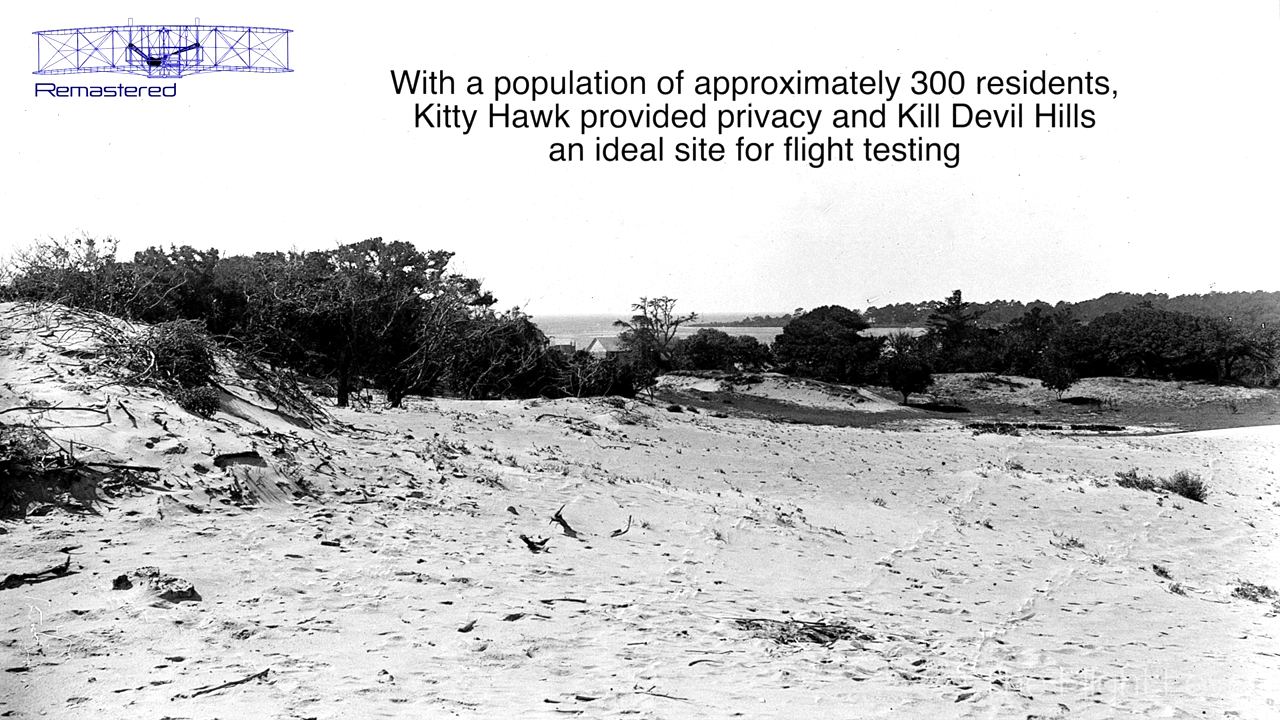 Remastered
With a population of approximately 300 residents,
Kitty Hawk provided privacy and Kill Devil Hills
an ideal site for flight testing